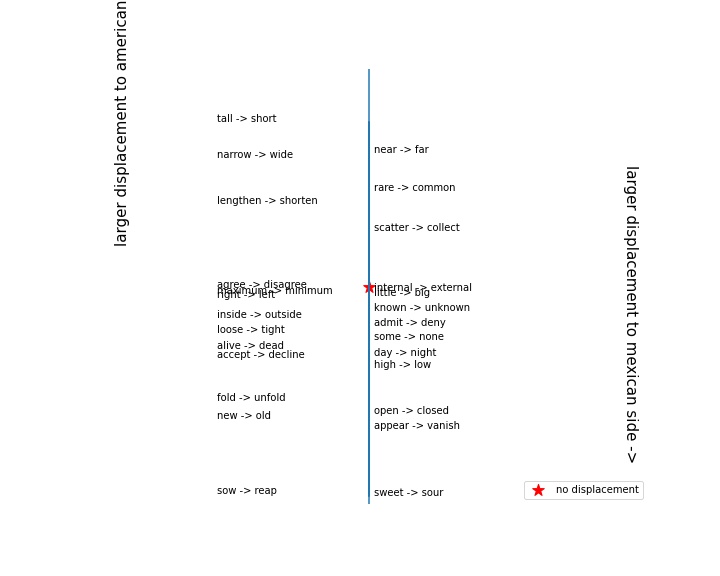 larger displacement to american
tall -> short
narrow -> wide
lengthen -> shorten
agree -> disagree
maximum -> minimum
right -> left
inside -> outside
loose -> tight
alive -> dead
accept -> decline
fold -> unfold
new -> old
sow -> reap
near -> far
rare -> common
scatter -> collect
internal -> external
little -> big
known -> unknown
admit -> deny
some -> none
day -> night
high -> low
open -> closed
appear -> vanish
sweet -> sour
larger displacement to mexican side ->
no displacement